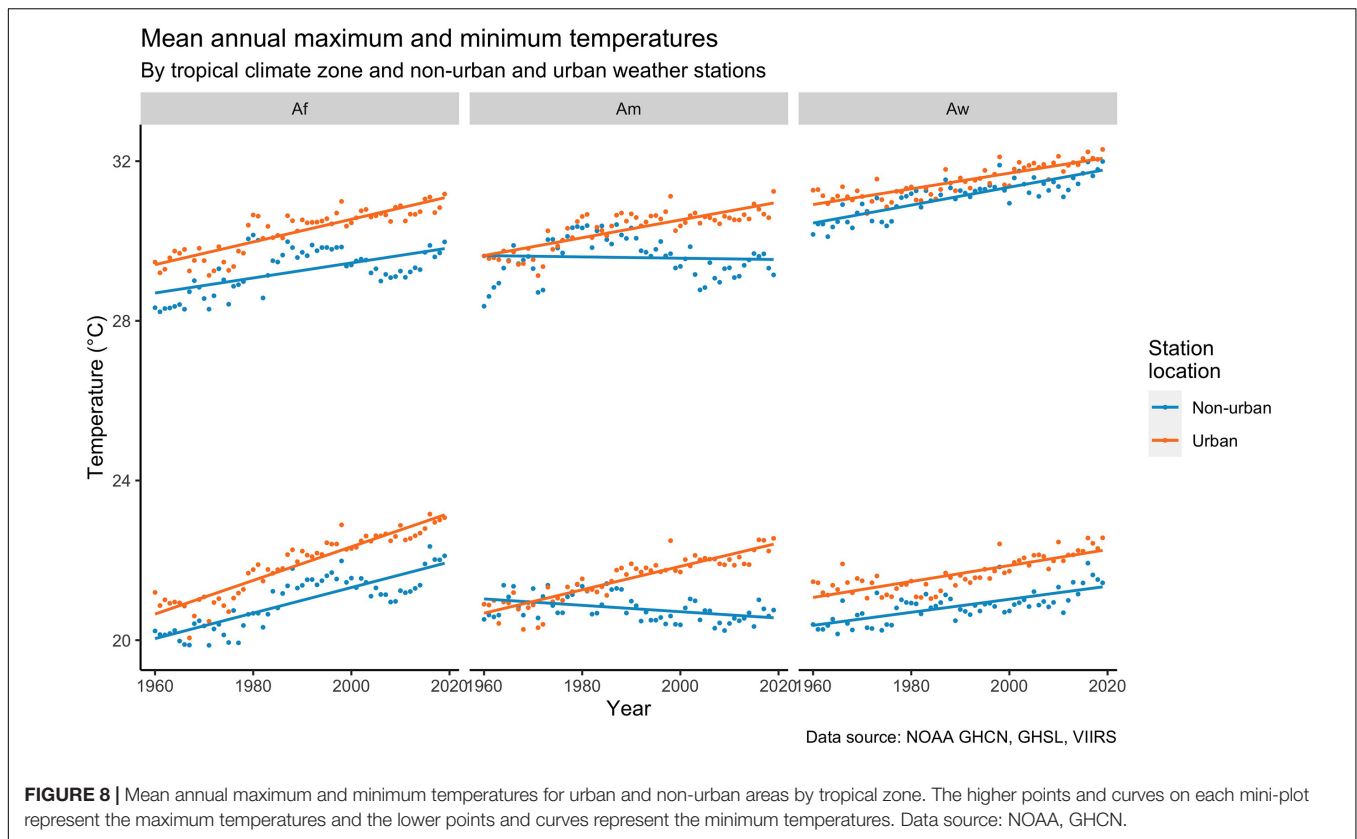 Mean annual maximum and minimum temperatures
By tropical climate zone and non-urban and urban weather stations
Af Am Aw
32
28
24
20
Temperature (°C)
1960 1980 2000 2020 1960 1980 2000 2020 1960 1980 2000 2020
Year
Station
location
Non-urban
Urban
Data source: NOAA GHCN, GHSL, VIIRS
FIGURE 8 | Mean annual maximum and minimum temperatures for urban and non-urban areas by tropical zone. The higher points and curves on each mini-plot
represent the maximum temperatures and the lower points and curves represent the minimum temperatures. Data source: NOAA, GHCN.